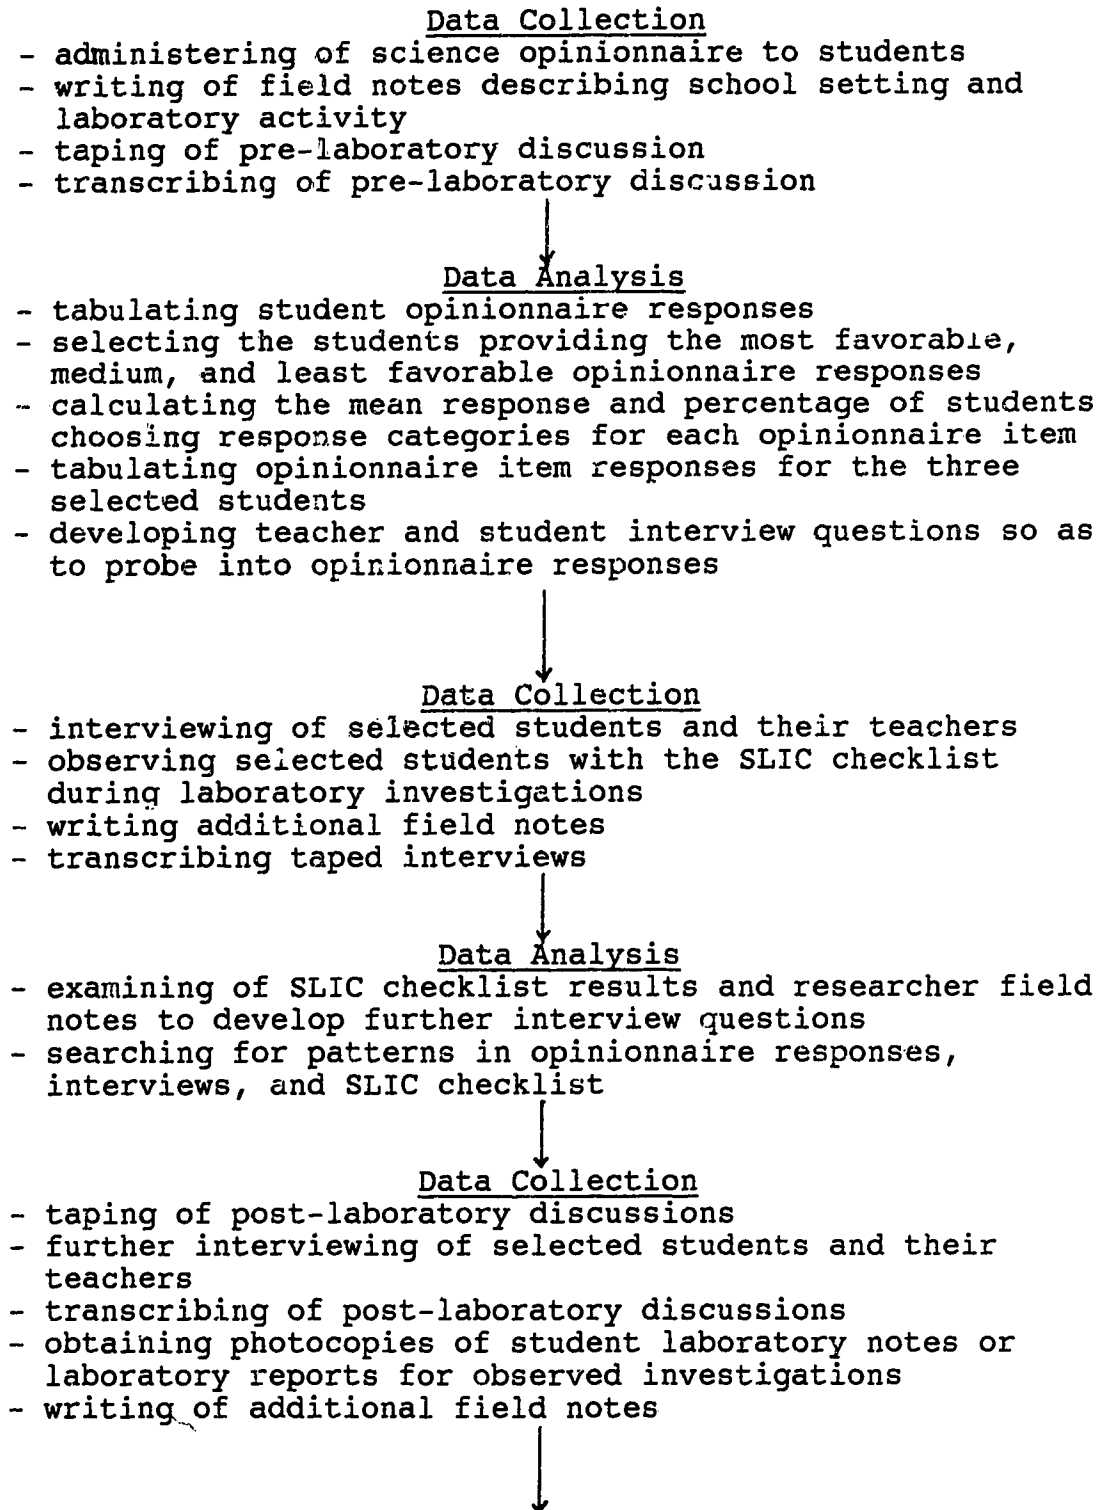 Data Collection
- administering of science opinionnaire to students
- writing of field notes describing school setting and
laboratory activity
- taping of pre-laboratory discussion
- transcribing of pre-laboratory discussion
Data Analysis
- tabulating student opinionnaire responses
- selecting the students providing the most favorable,
medium, and least favorable opinionnaire responses
- calculating the mean response and percentage of students
choosing response categories for each opinionnaire item
- tabulating opinionnaire item responses for the three
selected students
- developing teacher and student interview questions so as
to probe into opinionnaire responses
Data Collection
- interviewing of selected students and their teachers
- observing selected students with the SLIC checklist
during laboratory investigations
- writing additional field notes
- transcribing taped interviews
Data Analysis
- examining of SLIC checklist results and researcher field
notes to develop further interview questions
- searching for patterns in opinionnaire responses,
interviews, and SLIC checklist
Data Collection
- taping of post-laboratory discussions
- further interviewing of selected students and their
teachers
- transcribing of post-laboratory discussions
- obtaining photocopies of student laboratory notes or
laboratory reports for observed investigations
- writing of additional field notes